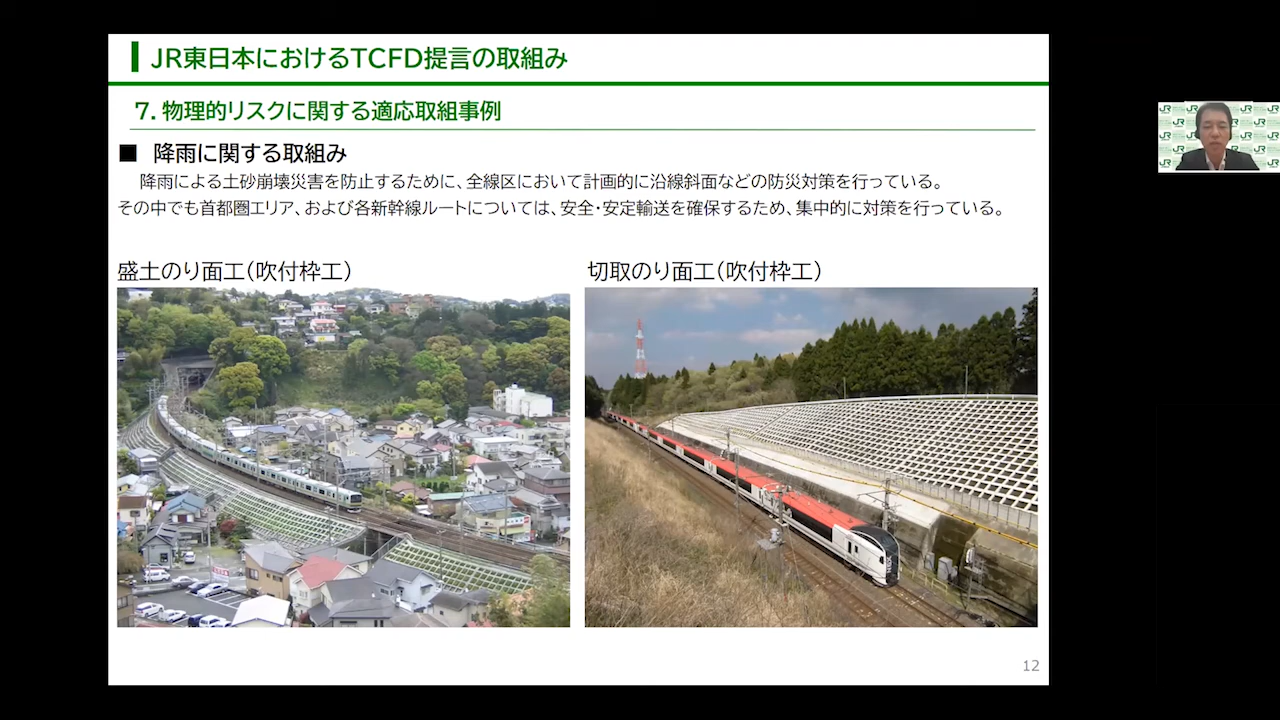 JR東日本におけるTCFD提言の取組み
7. 物理的リスクに関する適応取組事例
■ 降雨に関する取組み
降雨による土砂崩壊災害を防止するために、全線区において計画的に沿線斜面などの防災対策を行っている。
その中でも首都圏エリア、および各新幹線ルートについては、安全・安定輸送を確保するため、集中的に対策を行っている。
盛土のり面工(吹付枠工)
切取のり面工(吹付枠工)
12